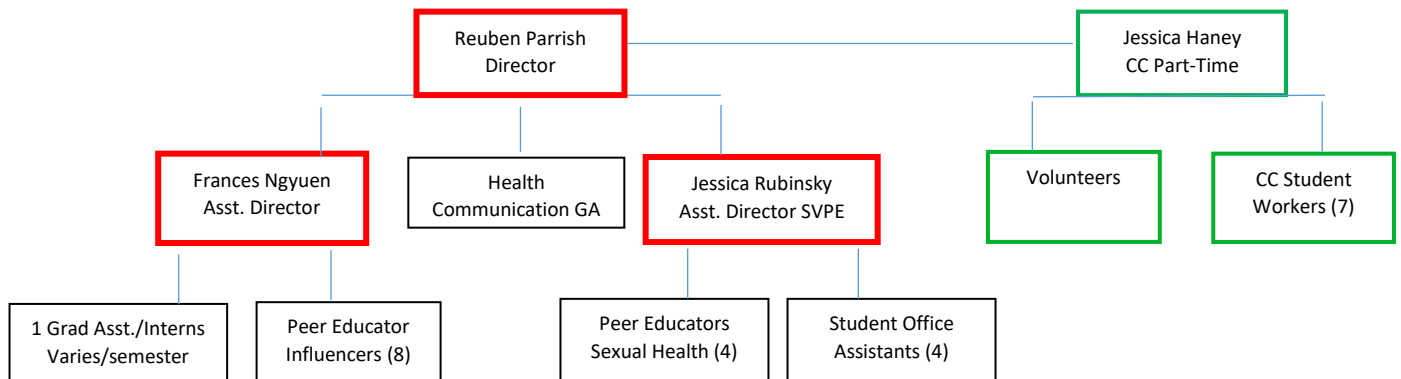 Reuben Parrish
Director
Jessica Haney
CC Part-Time
Frances Ngyuen
Asst. Director
Health
Communication GA
Jessica Rubinsky
Asst. Director SVPE
Volunteers
CC Student
Workers (7)
1 Grad Asst./Interns
Varies/semester
Peer Educator
Influencers (8)
Peer Educators
Sexual Health (4)
Student Office
Assistants (4)